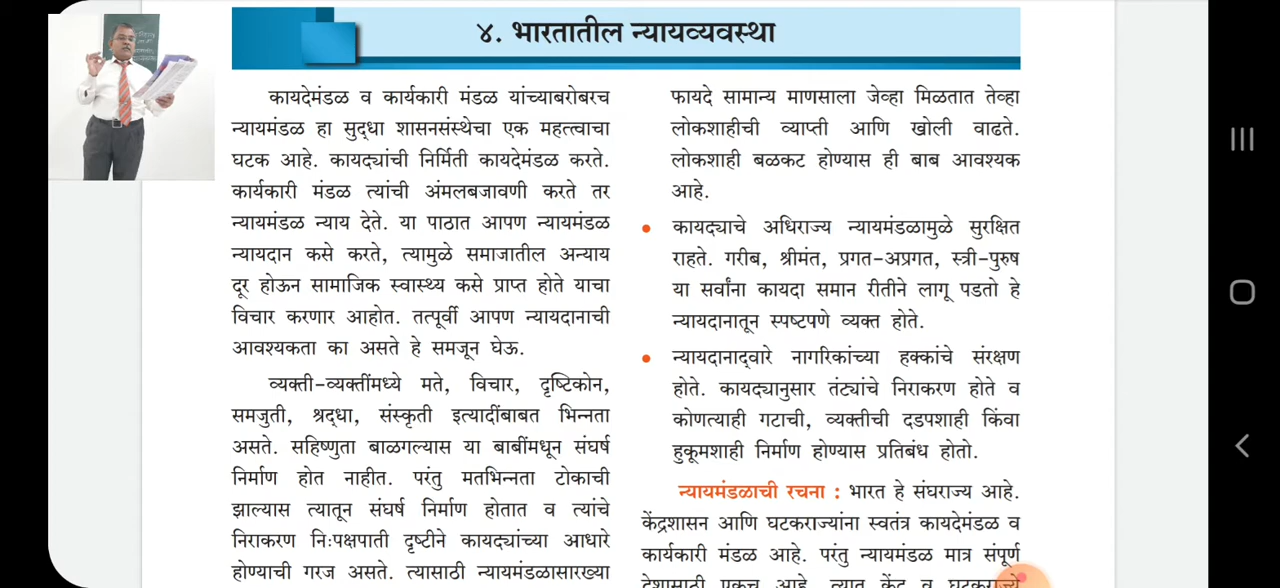 ४. भारतातील न्यायव्यवस्था
कायदेमंडळ व कार्यकारी मंडळ यांच्याबरोबरच
न्यायमंडळ हा सुद्धा शासनसंस्थेचा एक महत्त्वाचा
घटक आहे. कायद्यांची निर्मिती कायदेमंडळ करते.
कार्यकारी मंडळ त्यांची अंमलबजावणी करते तर
न्यायमंडळ न्याय देते. या पाठात आपण न्यायमंडळ
न्यायदान कसे करते, त्यामुळे समाजातील अन्याय
दूर होऊन सामाजिक स्वास्थ्य कसे प्राप्त होते याचा
विचार करणार आहोत. तत्पूर्वी आपण न्यायदानाची
आवश्यकता का असते हे समजून घेऊ.
व्यक्ती-व्यक्तींमध्ये मते, विचार, दृष्टिकोन,
समजुती, श्रद्धा, संस्कृती इत्यादींबाबत भिन्नता
असते. सहिष्णुता बाळगल्यास या बाबींमधून संघर्ष
निर्माण होत नाहीत. परंतु मतभिन्नता टोकाची
झाल्यास त्यातून संघर्ष निर्माण होतात व त्यांचे
निराकरण निःपक्षपाती दृष्टीने कायद्यांच्या आधारे
होण्याची गरज असते. त्यासाठी न्यायमंडळासारख्या
फायदे सामान्य माणसाला जेव्हा मिळतात तेव्हा
लोकशाहीची व्याप्ती आणि खोली वाढते.
लोकशाही बळकट होण्यास ही बाब आवश्यक
आहे.
• कायद्याचे अधिराज्य न्यायमंडळामुळे सुरक्षित
राहते. गरीब, श्रीमंत, प्रगत-अप्रगत, स्त्री-पुरुष
या सर्वांना कायदा समान रीतीने लागू पडतो हे
न्यायदानातून स्पष्टपणे व्यक्त होते.
• न्यायदानाद्वारे नागरिकांच्या हक्कांचे संरक्षण
होते. कायद्यानुसार तंट्यांचे निराकरण होते व
कोणत्याही गटाची, व्यक्तीची दडपशाही किंवा
हुकूमशाही निर्माण होण्यास प्रतिबंध होतो.
न्यायमंडळाची रचना : भारत हे संघराज्य आहे.
केंद्रशासन आणि घटकराज्यांना स्वतंत्र कायदेमंडळ व
कार्यकारी मंडळ आहे. परंतु न्यायमंडळ मात्र संपूर्ण
देशासाठी एकच आहे. त्यात केंद्र व घटकराज्ये